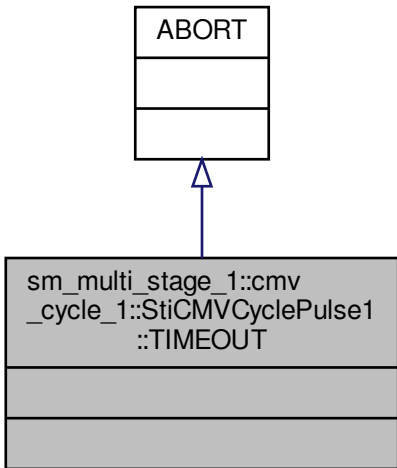 ABORT
sm_multi_stage_1::cmv
_cycle_1::StiCMVCyclePulse1
::TIMEOUT